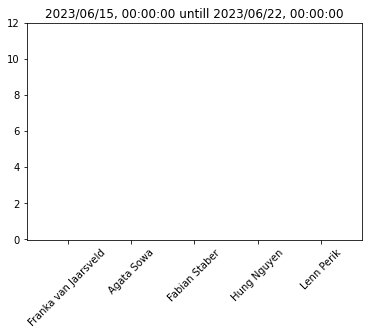 2023/06/15, 00:00:00 untill 2023/06/22, 00:00:00
12
10
8
6
4
2
0
Franka van Jaarsveld
Agata Sowa
Fabian Staber
Hung Nguyen
Lenn Perik